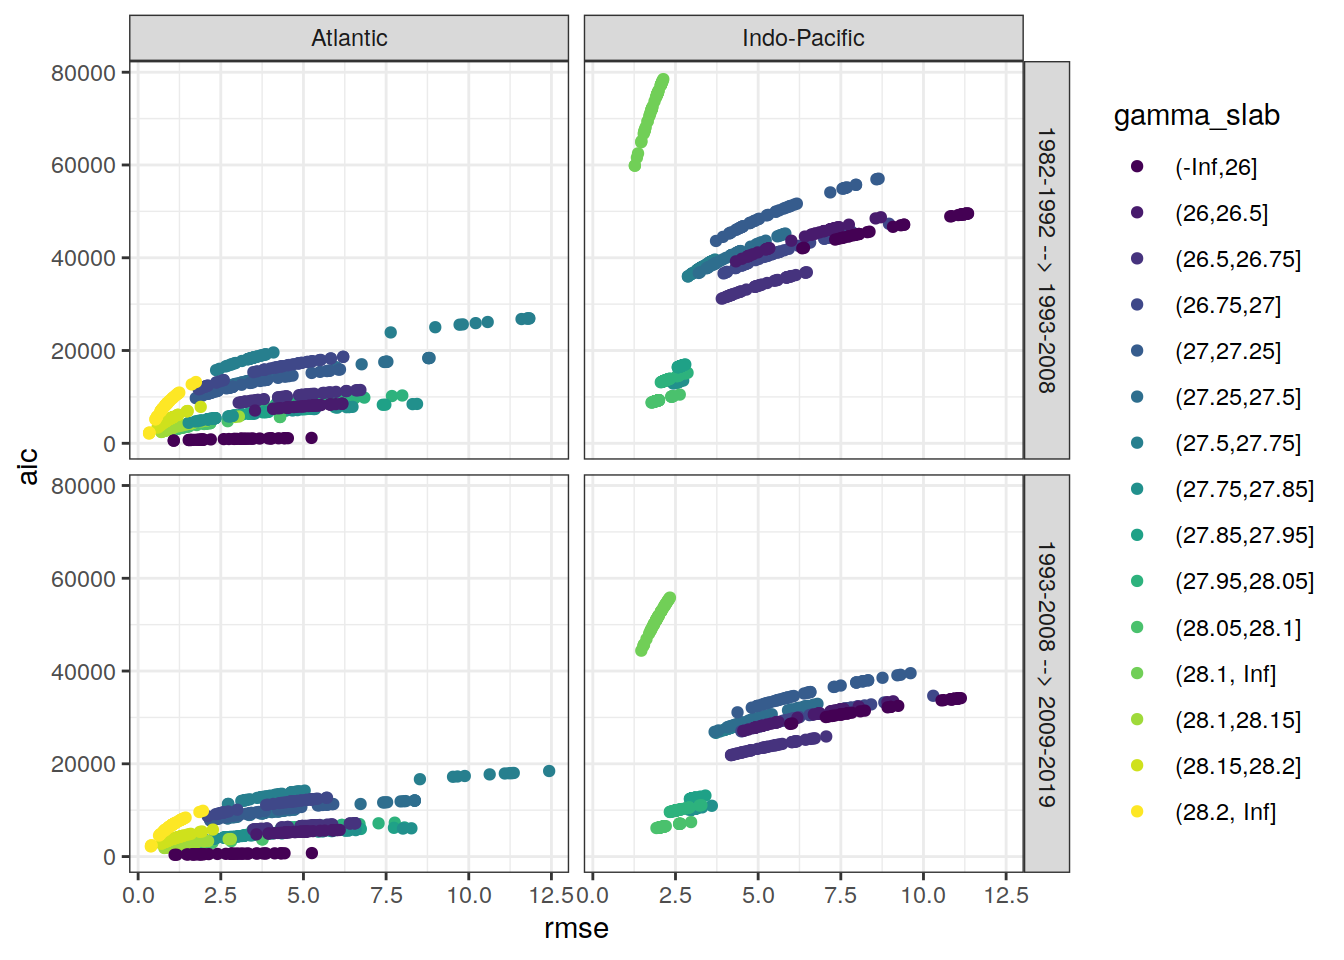 Atlantic
Indo-Pacific
80000
60000
40000
20000
0
1982-1992 --> 1993-2008
80000
60000
40000
20000
0
1993-2008 --> 2009-2019
aic
0.0 2.5 5.0 7.5 10.0 12.5
0.0 2.5 5.0 7.5 10.0 12.5
rmse
gamma_slab
(-Inf,26]
(26,26.5]
(26.5,26.75]
(26.75,27]
(27,27.25]
(27.25,27.5]
(27.5,27.75]
(27.75,27.85]
(27.85,27.95]
(27.95,28.05]
(28.05,28.1]
(28.1, Inf]
(28.1,28.15]
(28.15,28.2]
(28.2, Inf]